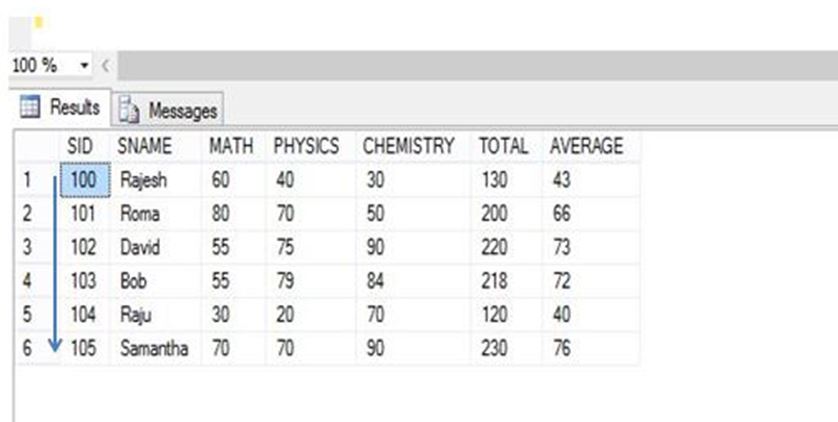 100 %
Results Messages
SID SNAME MATH PHYSICS CHEMISTRY TOTAL AVERAGE
1 100 Rajesh 60 40 30 130 43
2 101 Roma 80 70 50 200 66
3 102 David 55 75 90 220 73
4 103 Bob 55 79 84 218 72
5 104 Raju 30 20 70 120 40
6 105 Samantha 70 70 90 230 76